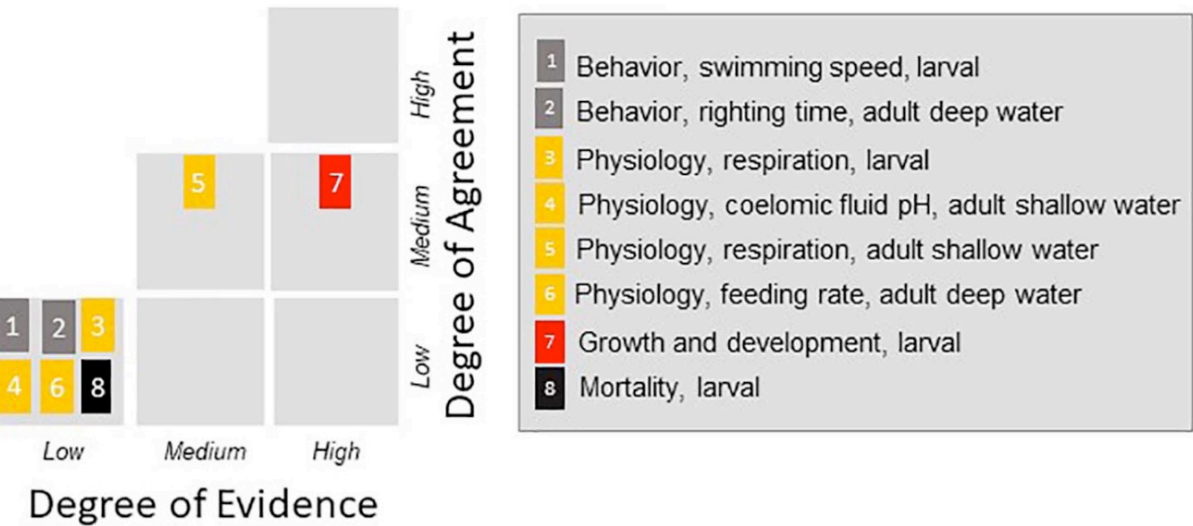 High
5
7
Medium
1
2
3
4
6
8
Low
Degree of Agreement
Low
Medium
High
Degree of Evidence
1 Behavior, swimming speed, larval
2 Behavior, righting time, adult deep water
3 Physiology, respiration, larval
4 Physiology, coelomic fluid pH, adult shallow water
5 Physiology, respiration, adult shallow water
6 Physiology, feeding rate, adult deep water
7 Growth and development, larval
8 Mortality, larval